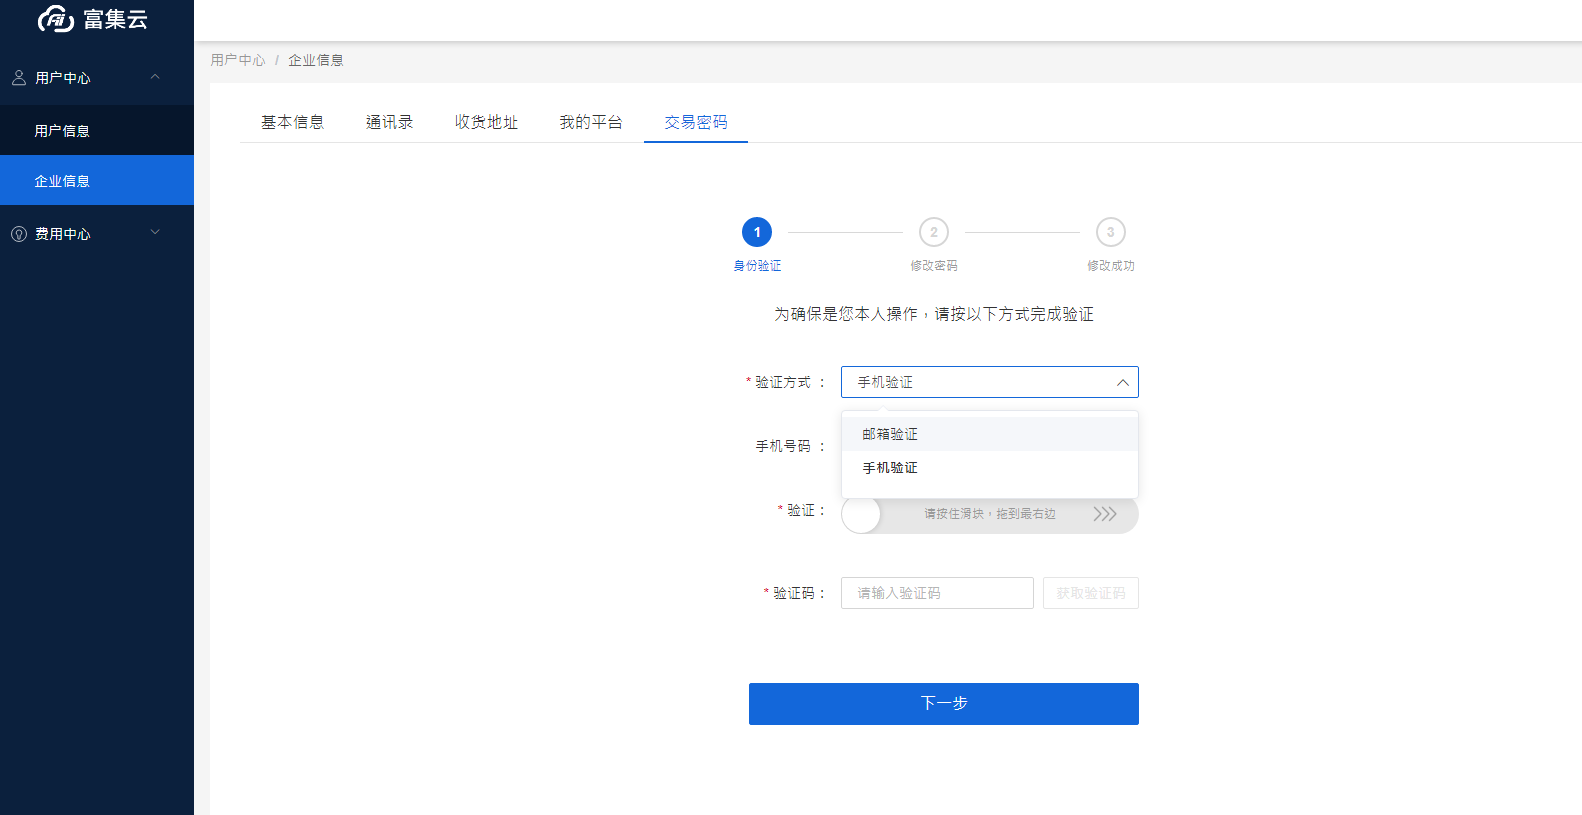 富集云
用户中心
用户信息
企业信息
费用中心
用户中心 / 企业信息
基本信息 通讯录 收货地址 我的平台 交易密码
1 2 3
身份验证 修改密码 修改成功
为确保是您本人操作，请按以下方式完成验证
* 验证方式 : 手机验证
邮箱验证
手机号码 :
手机验证
* 验证 : 请按住滑块，拖到最右边
* 验证码 : 请输入验证码 获取验证码
下一步